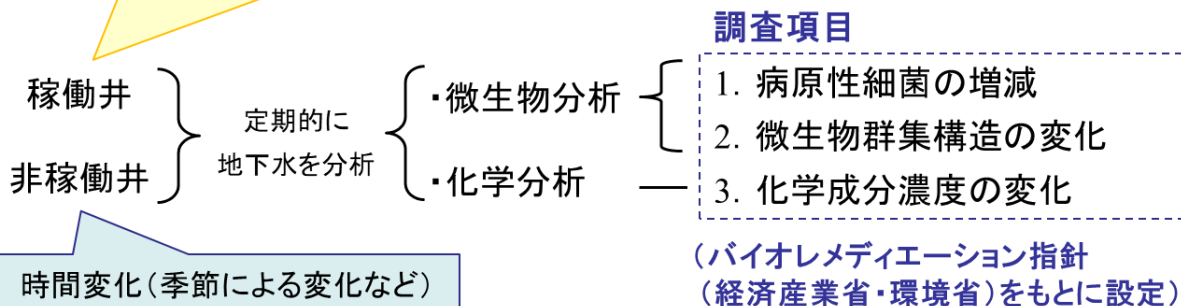 調査項目
稼働井
非稼働井
定期的に
地下水を分析
・微生物分析
・化学分析
1. 病原性細菌の増減
2. 微生物群集構造の変化
3. 化学成分濃度の変化
（バイオレメディエーション指針
（経済産業省・環境省）をもとに設定）
時間変化（季節による変化など）